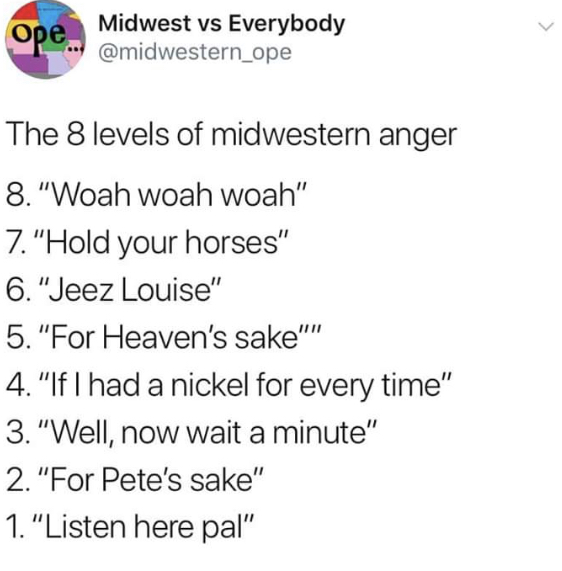 Ope
...
Midwest vs Everybody
@midwestern_ope
The 8 levels of midwestern anger
8. “Woah woah woah”
7. “Hold your horses”
6. “Jeez Louise”
5. “For Heaven’s sake””
4. “If I had a nickel for every time”
3. “Well, now wait a minute”
2. “For Pete’s sake”
1. “Listen here pal”